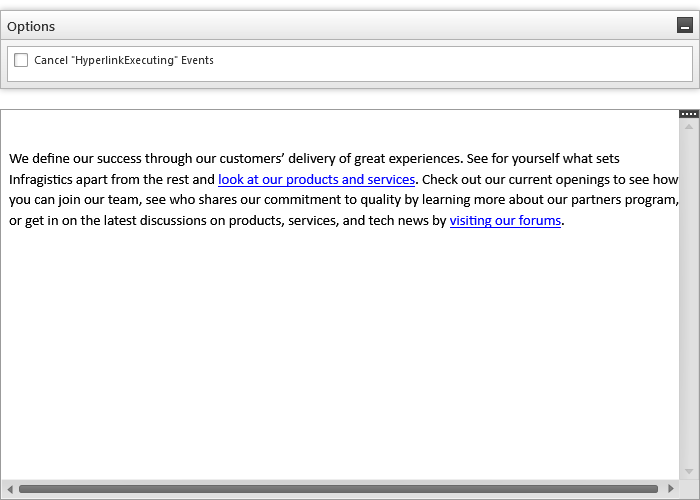 Options
Cancel "HyperlinkExecuting" Events
We define our success through our customers’ delivery of great experiences. See for yourself what sets
Infragistics apart from the rest and look at our products and services. Check out our current openings to see how
you can join our team, see who shares our commitment to quality by learning more about our partners program,
or get in on the latest discussions on products, services, and tech news by visiting our forums.